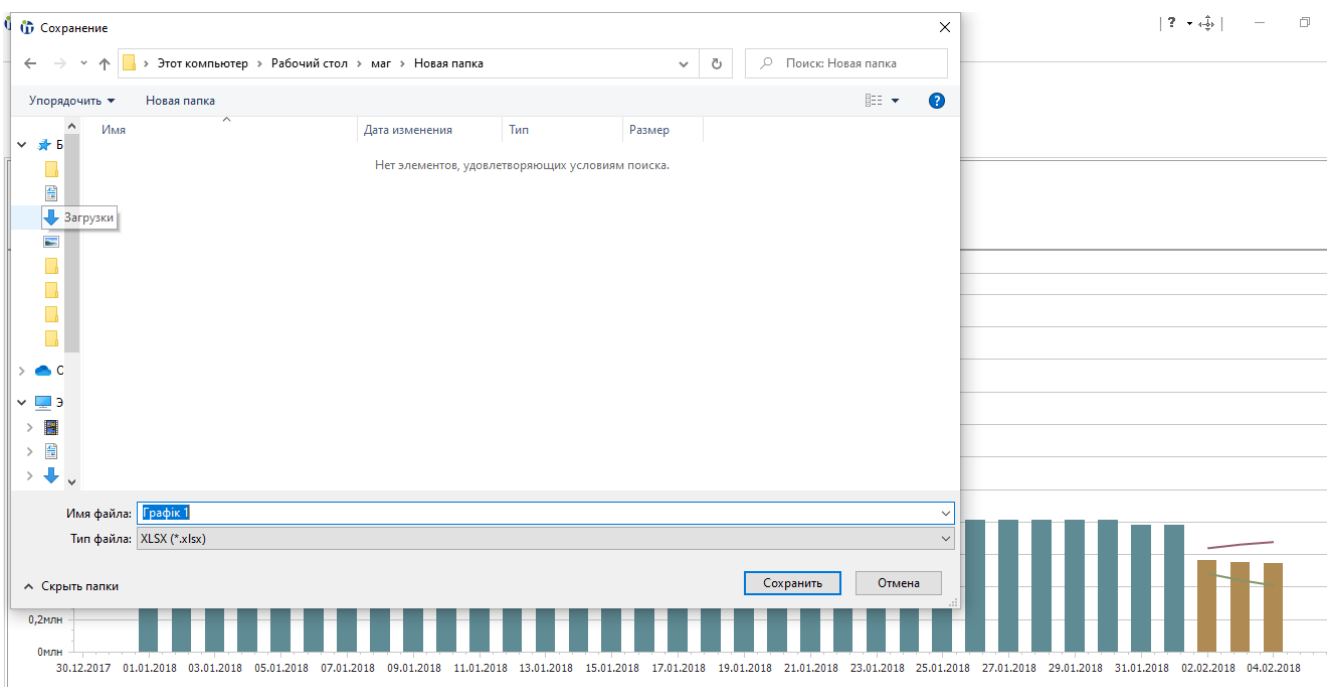 Сохранение
?
Этот компьютер > Рабочий стол > маг > Новая папка
Поиск: Новая папка
Упорядочить
Новая папка
?
Имя
Дата изменения
Тип
Размер
Б
Нет элементов, удовлетворяющих условиям поиска.
Загрузки
О
Э
Имя файла: Графік 1
Тип файла: XLSX (*.xlsx)
Скрыть папки
Сохранить
Отмена
0,2млн
0млн
30.12.2017 01.01.2018 03.01.2018 05.01.2018 07.01.2018 09.01.2018 11.01.2018 13.01.2018 15.01.2018 17.01.2018 19.01.2018 21.01.2018 23.01.2018 25.01.2018 27.01.2018 29.01.2018 31.01.2018 02.02.2018 04.02.2018